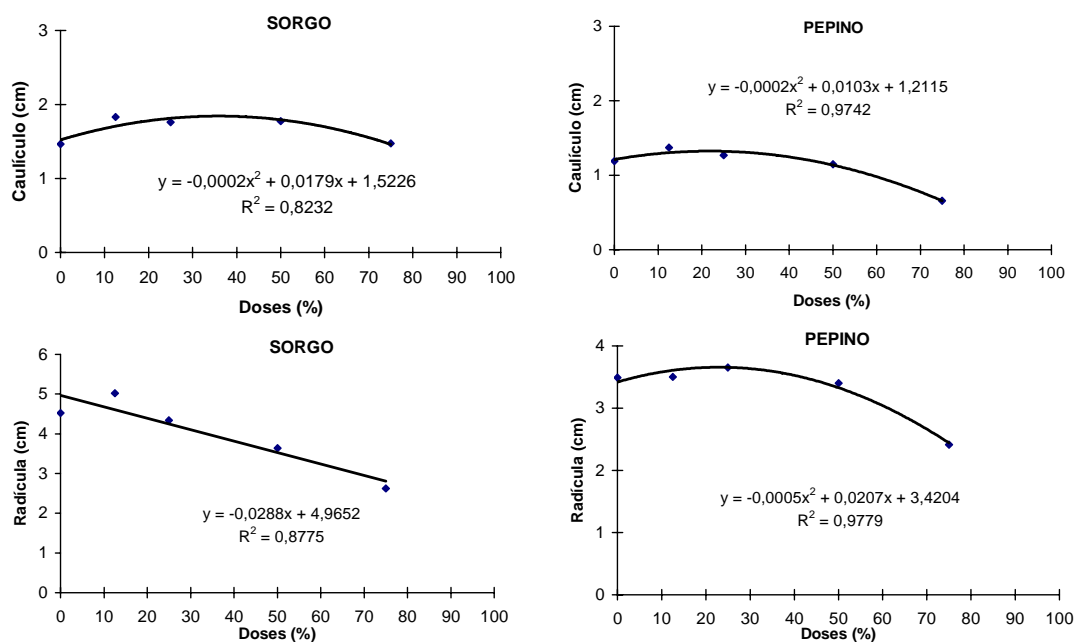 SORGO
3
2
1
0
Caulículo (cm)
y = -0,0002x² + 0,0179x + 1,5226
R² = 0,8232
0 10 20 30 40 50 60 70 80 90 100
Doses (%)
PEPINO
3
2
1
0
Caulículo (cm)
y = -0,0002x² + 0,0103x + 1,2115
R² = 0,9742
0 10 20 30 40 50 60 70 80 90 100
Doses (%)
SORGO
6
5
4
3
2
1
0
Radícula (cm)
y = -0,0288x + 4,9652
R² = 0,8775
0 10 20 30 40 50 60 70 80 90 100
Doses (%)
PEPINO
4
3
2
1
0
Radícula (cm)
y = -0,0005x² + 0,0207x + 3,4204
R² = 0,9779
0 10 20 30 40 50 60 70 80 90 100
Doses (%)